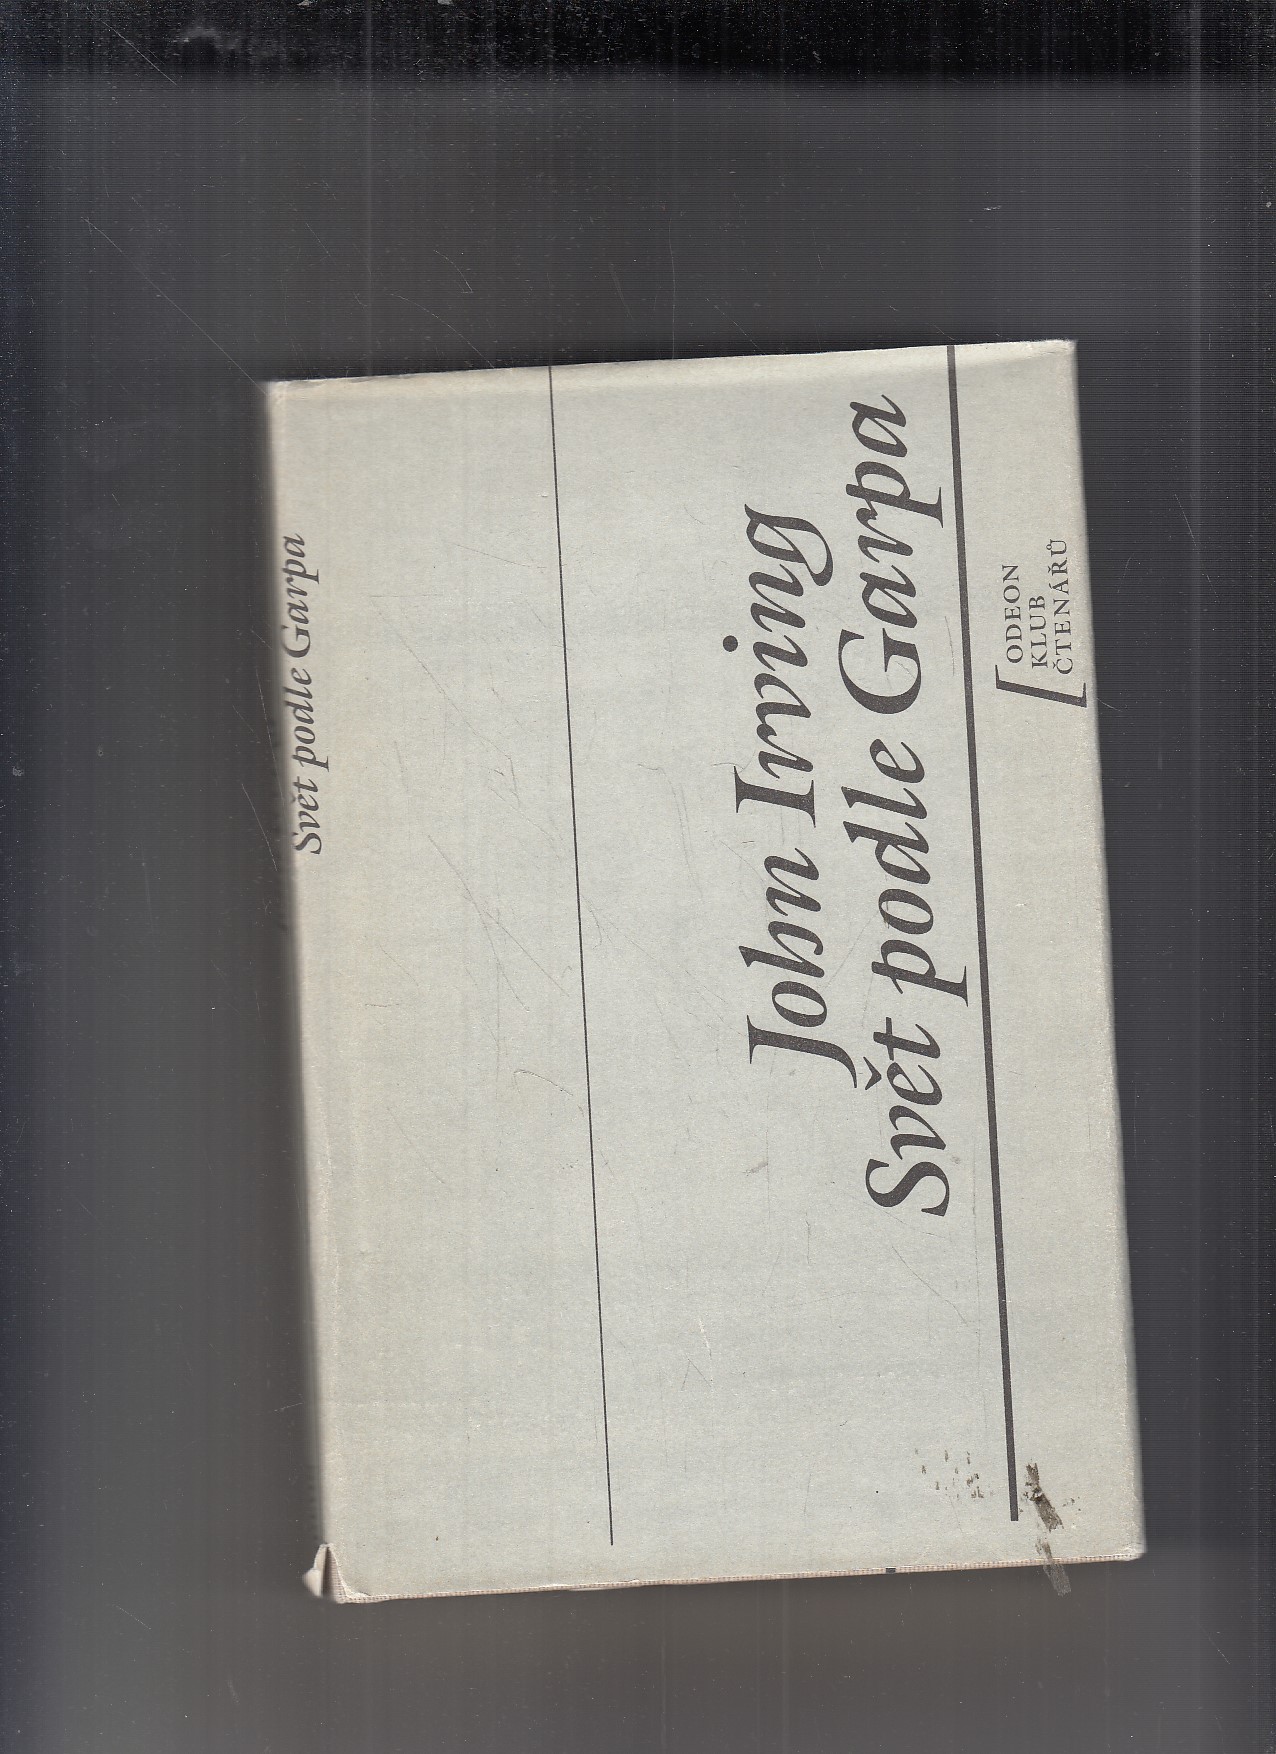 Svět podle Garpa
John Irving
Svět podle Garpa
ODEON
KLUB
ČTENÁŘŮ